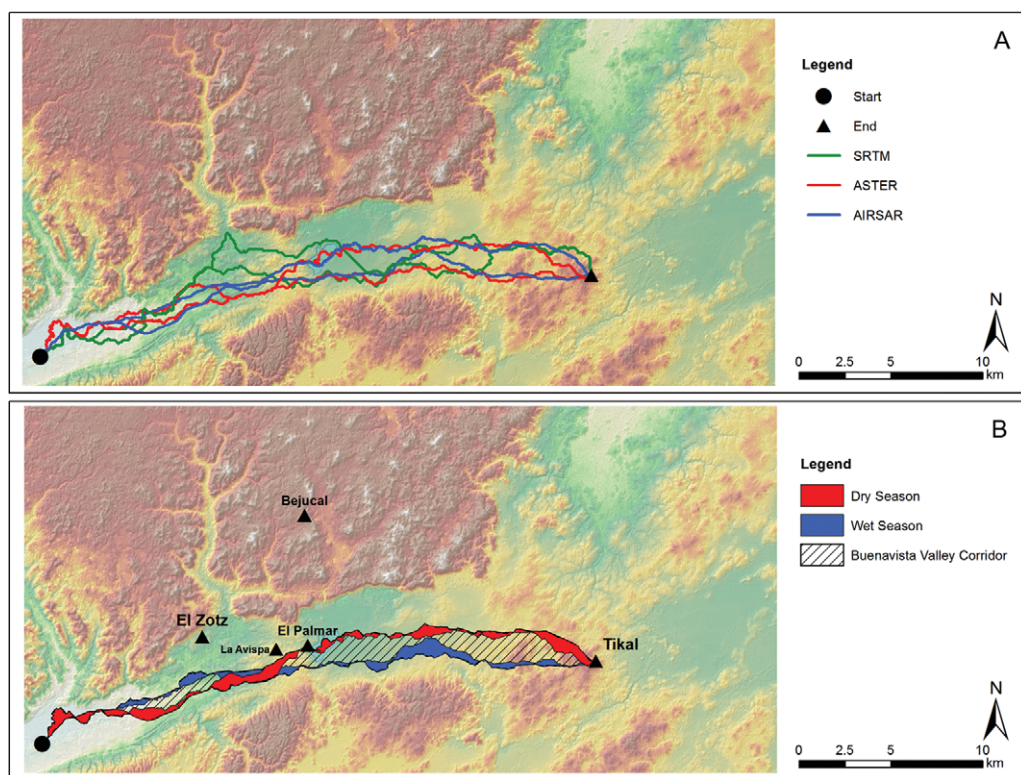 A
Legend
Start
End
SRTM
ASTER
AIRSAR
N
0 2.5 5 10
km
B
Legend
Dry Season
Wet Season
Buenavista Valley Corridor
Bejucal
El Zotz
El Palmar
La Avispa
Tikal
N
0 2.5 5 10
km